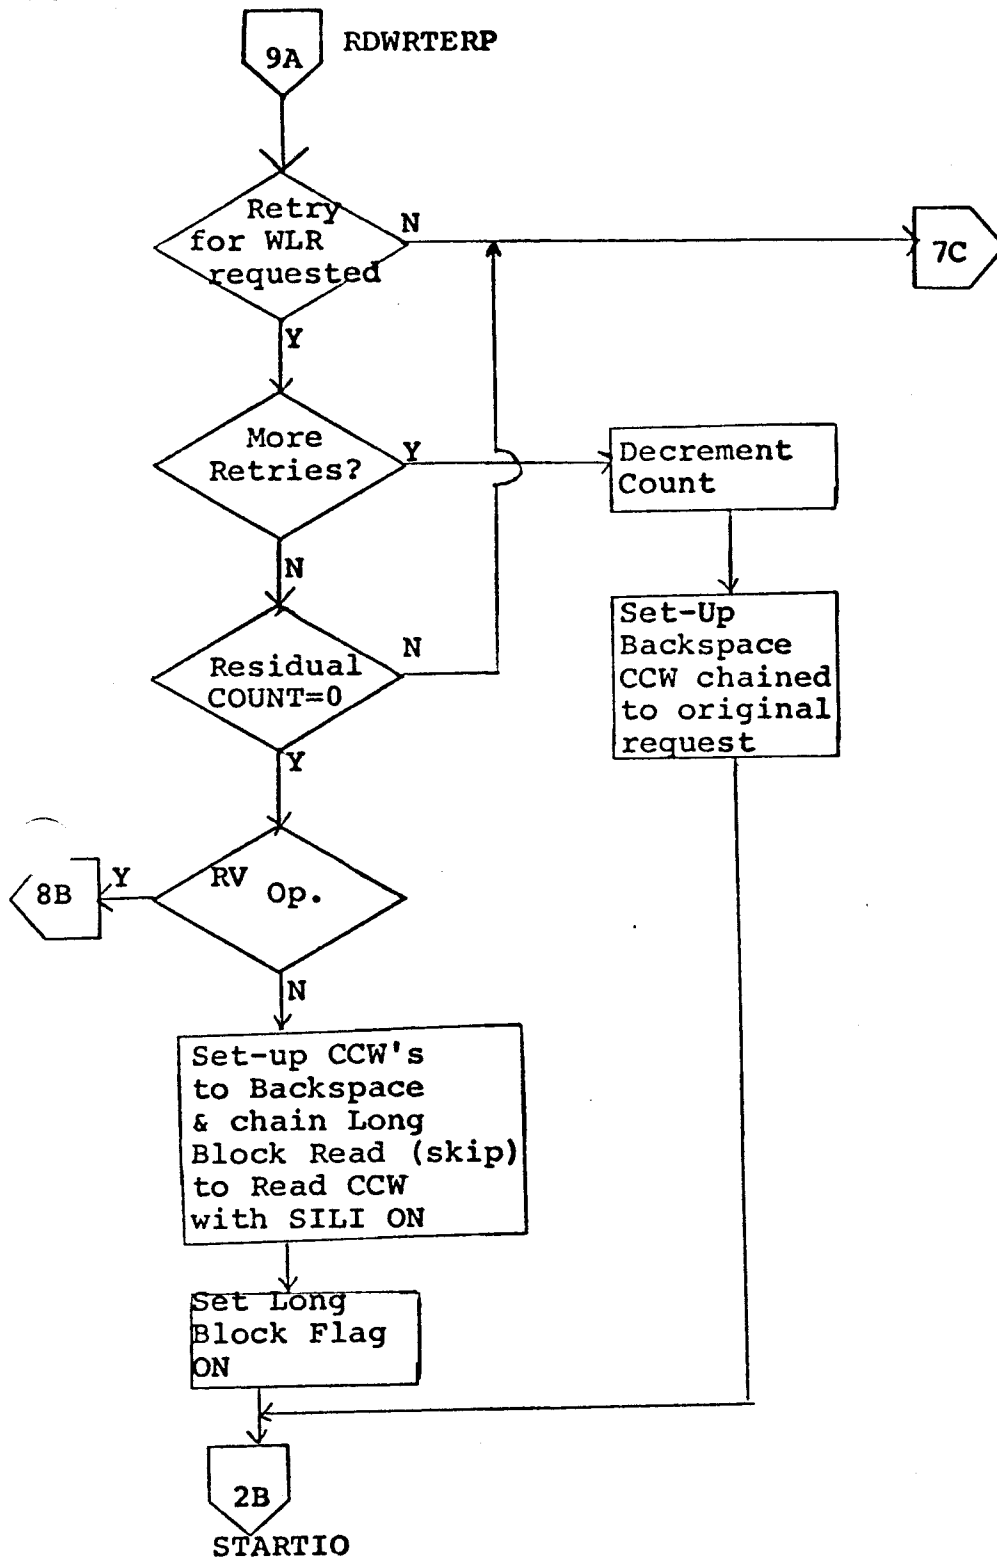 9A
RDWRTERP
Retry
for WLR
requested
N
7C
Y
More
Retries?
Y
Decrement
Count
N
Set-Up
Backspace
CCW chained
to original
request
Residual
COUNT=0
N
Y
RV Op.
Y
8B
N
Set-up CCW's
to Backspace
& chain Long
Block Read (skip)
to Read CCW
with SILI ON
Set Long
Block Flag
ON
2B
STARTIO